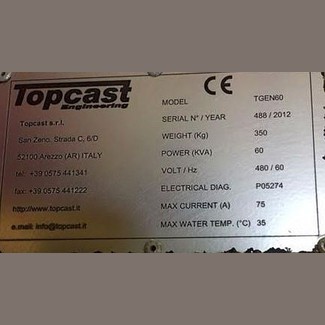 Topcast
Engineering
Topcast s.r.l.
San Zeno, Strada C, 6/D
52100 Arezzo (AR) ITALY
tel.: +39.0575.441341
fax: +39.0575.441222
http://www.topcast.it
e.mail: info@topcast.it
CE
MODEL TGEN60
SERIAL N° / YEAR 488 / 2012
WEIGHT (Kg) 350
POWER (KVA) 60
VOLT / Hz 480 / 60
ELECTRICAL DIAG. P05274
MAX CURRENT (A) 75
MAX WATER TEMP. (°C) 35